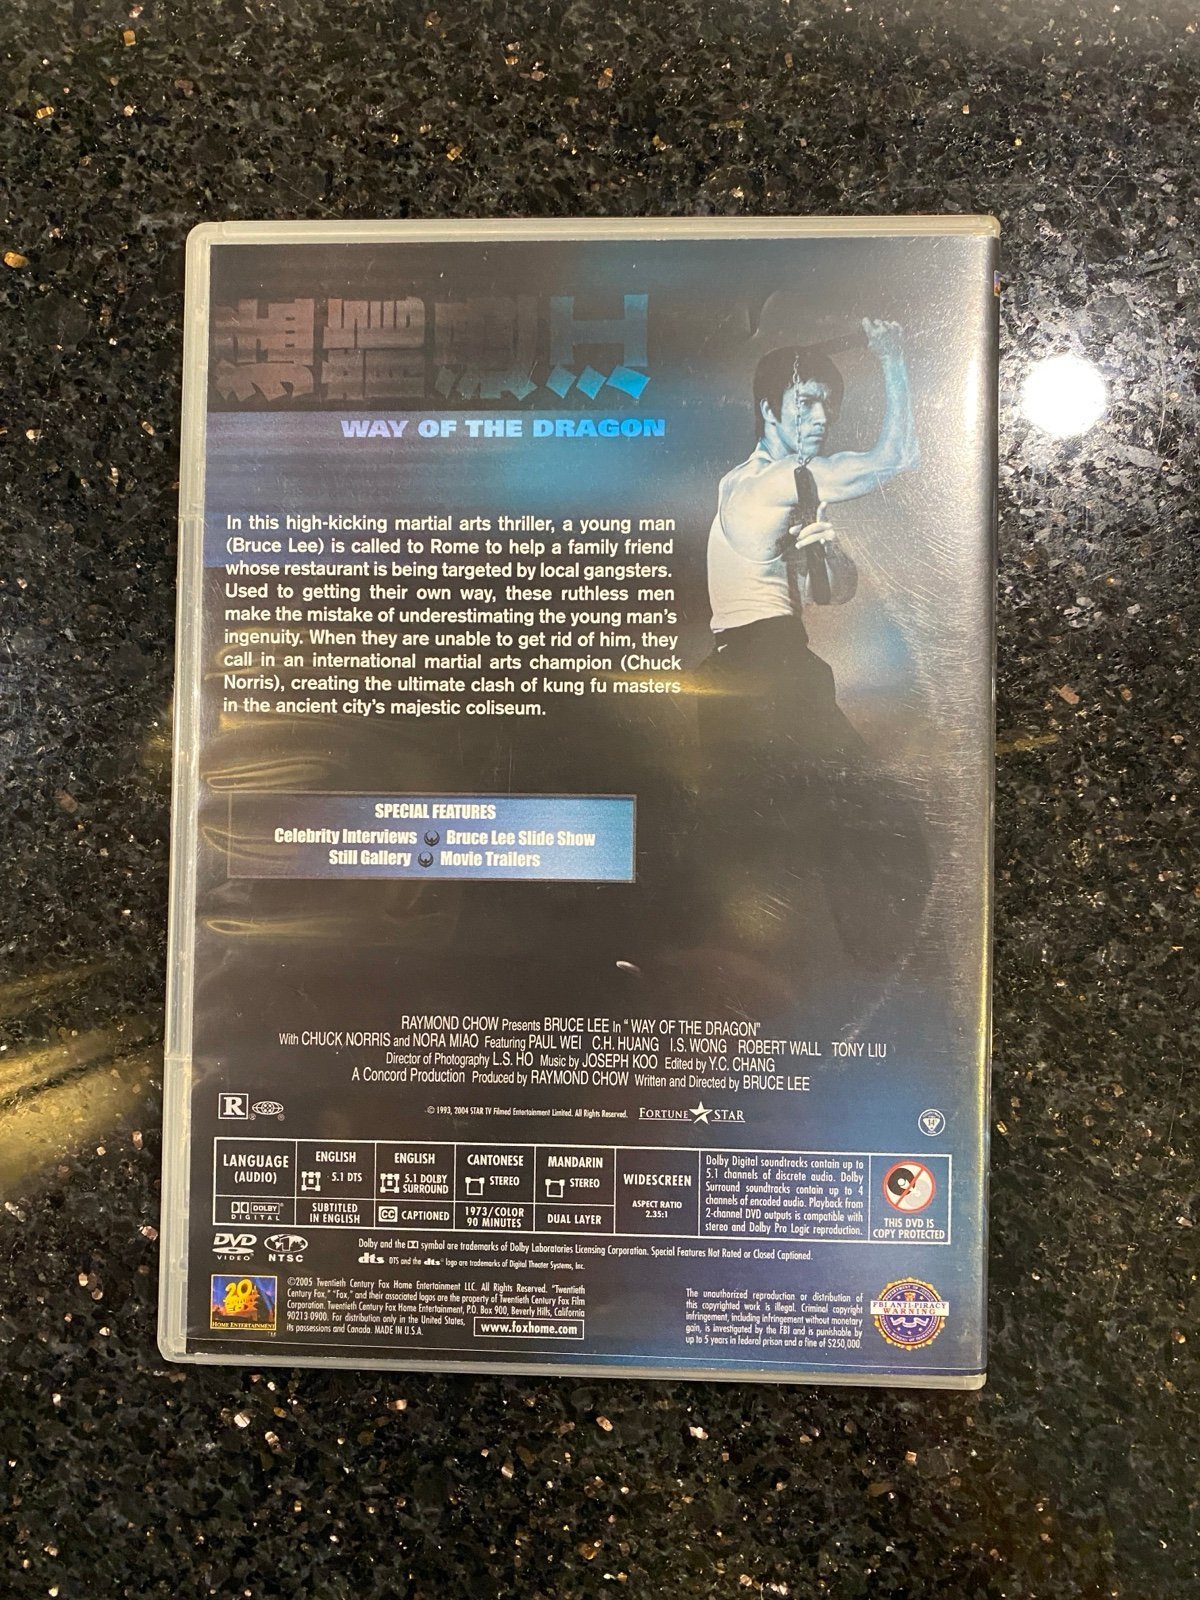 WAY OF THE DRAGON
In this high-kicking martial arts thriller, a young man
(Bruce Lee) is called to Rome to help a family friend
whose restaurant is being targeted by local gangsters.
Used to getting their own way, these ruthless men
make the mistake of underestimating the young man's
ingenuity. When they are unable to get rid of him, they
call in an international martial arts champion (Chuck
Norris), creating the ultimate clash of kung fu masters
in the ancient city's majestic coliseum.
SPECIAL FEATURES
Celebrity Interviews Bruce Lee Slide Show
Still Gallery Movie Trailers
RAYMOND CHOW Presents BRUCE LEE In "WAY OF THE DRAGON"
With CHUCK NORRIS and NORA MIAO Featuring PAUL WEI C.H. HUANG I.S. WONG ROBERT WALL TONY LIU
Director of Photography L.S. HO Music by JOSEPH KOO Edited by Y.C. CHANG
A Concord Production Produced by RAYMOND CHOW Written and Directed by BRUCE LEE
R ® © 1993, 2004 STAR TV Filmed Entertainment Limited. All Rights Reserved. FORTUNE STAR
LANGUAGE (AUDIO)
ENGLISH 5.1 DTS
ENGLISH 5.1 DOLBY SURROUND
CANTONESE STEREO
MANDARIN STEREO
DOLBY DIGITAL
SUBTITLED IN ENGLISH
CC CAPTIONED
1973/COLOR 90 MINUTES
DUAL LAYER
WIDESCREEN
ASPECT RATIO
2.35:1
Dolby Digital soundtracks contain up to
5.1 channels of discrete audio. Dolby
Surround soundtracks contain up to 4
channels of encoded audio. Playback from
2-channel DVD outputs is compatible with
stereo and Dolby Pro Logic reproduction.
THIS DVD IS
COPY PROTECTED
DVD VIDEO NTSC
Dolby and the DD symbol are trademarks of Dolby Laboratories Licensing Corporation. Special Features Not Rated or Closed Captioned.
dts DTS and the dts logo are trademarks of Digital Theater Systems, Inc.
20th CENTURY FOX HOME ENTERTAINMENT TM
©2005 Twentieth Century Fox Home Entertainment LLC. All Rights Reserved. "Twentieth
Century Fox," "Fox," and their associated logos are the property of Twentieth Century Fox Film
Corporation. Twentieth Century Fox Home Entertainment, P.O. Box 900, Beverly Hills, California
90213-0900. For distribution only in the United States,
its possessions and Canada. MADE IN U.S.A.
www.foxhome.com
The unauthorized reproduction or distribution of
this copyrighted work is illegal. Criminal copyright
infringement, including infringement without monetary
gain, is investigated by the FBI and is punishable by
up to 5 years in federal prison and a fine of $250,000.
FBI ANTI-PIRACY
WARNING